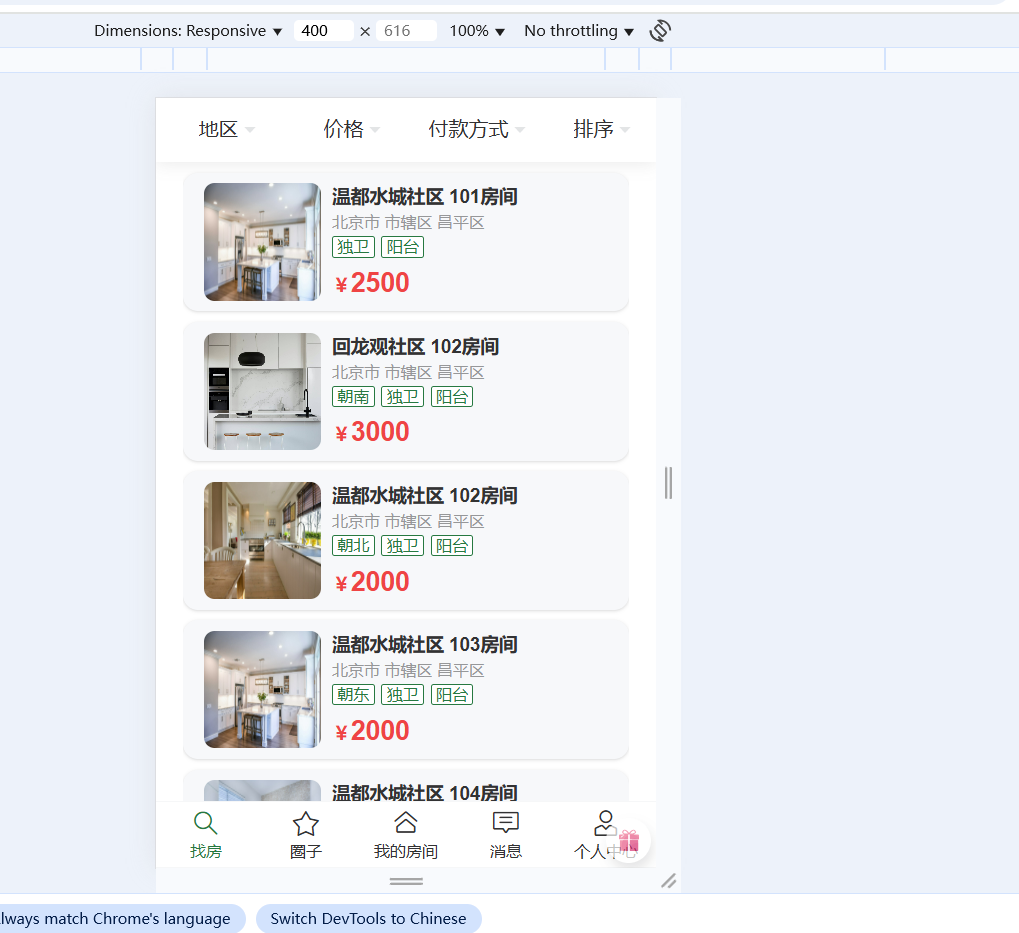 Dimensions: Responsive 400 × 616 100% No throttling
地区 价格 付款方式 排序
温都水城社区 101房间
北京市 市辖区 昌平区
独卫 阳台
￥2500
回龙观社区 102房间
北京市 市辖区 昌平区
朝南 独卫 阳台
￥3000
温都水城社区 102房间
北京市 市辖区 昌平区
朝北 独卫 阳台
￥2000
温都水城社区 103房间
北京市 市辖区 昌平区
朝东 独卫 阳台
￥2000
温都水城社区 104房间
找房 圈子 我的房间 消息 个人中心
lways match Chrome's language Switch DevTools to Chinese